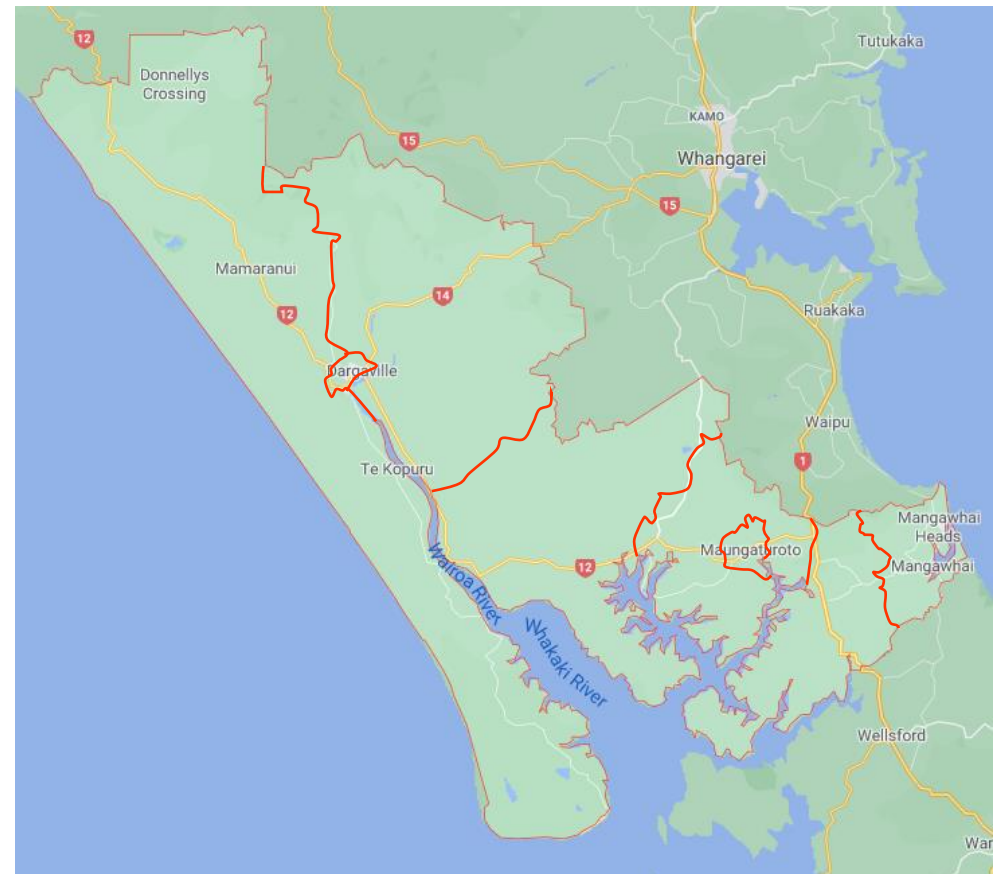 12
Tutukaka
Donnellys
Crossing
KAMO
15
Whangarei
15
Mamaranui
14
Ruakaka
12
Dargaville
Waipu
Te Kopuru
1
Mangawhai
Heads
Maungaturoto
Mangawhai
12
Wairoa River
Whakaki River
Wellsford
War